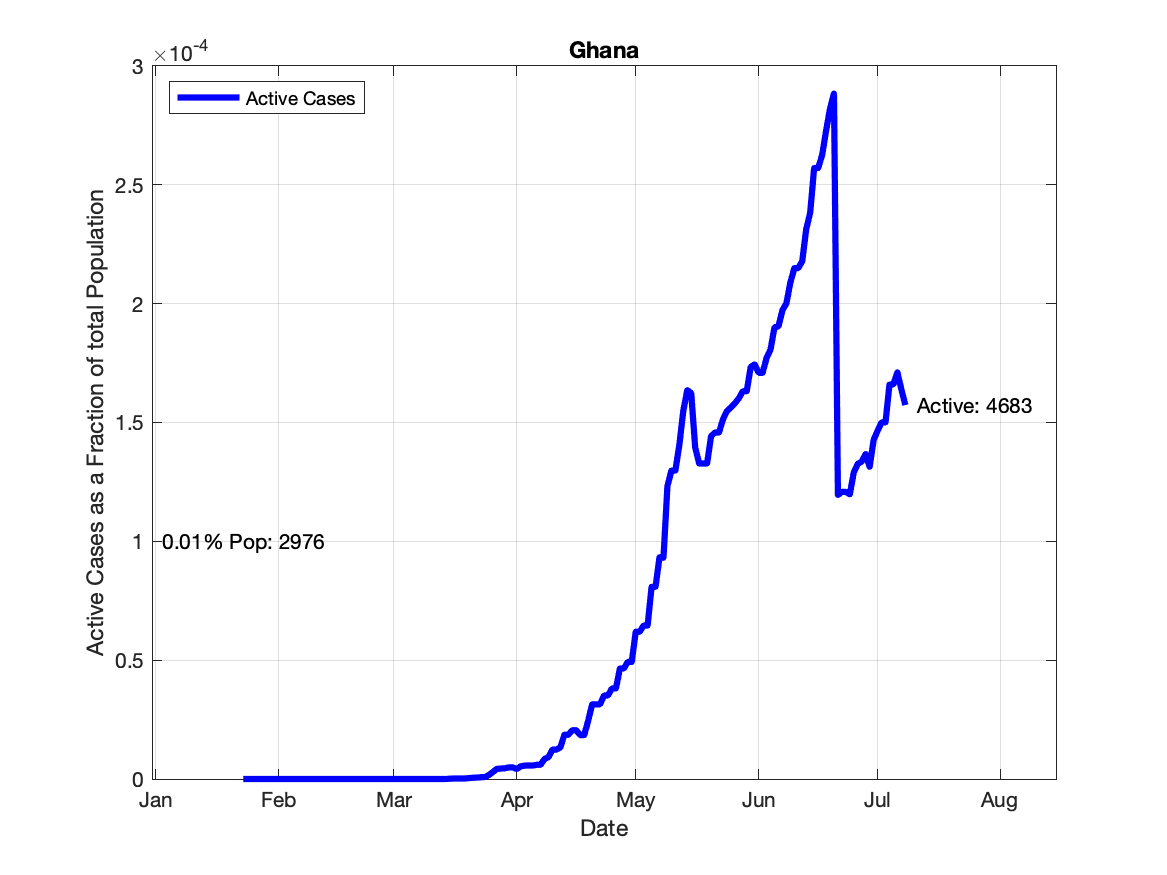 Ghana
×10-4
Active Cases
3
2.5
2
1.5
1
0.5
0
Active Cases as a Fraction of total Population
0.01% Pop: 2976
Active: 4683
Jan Feb Mar Apr May Jun Jul Aug
Date